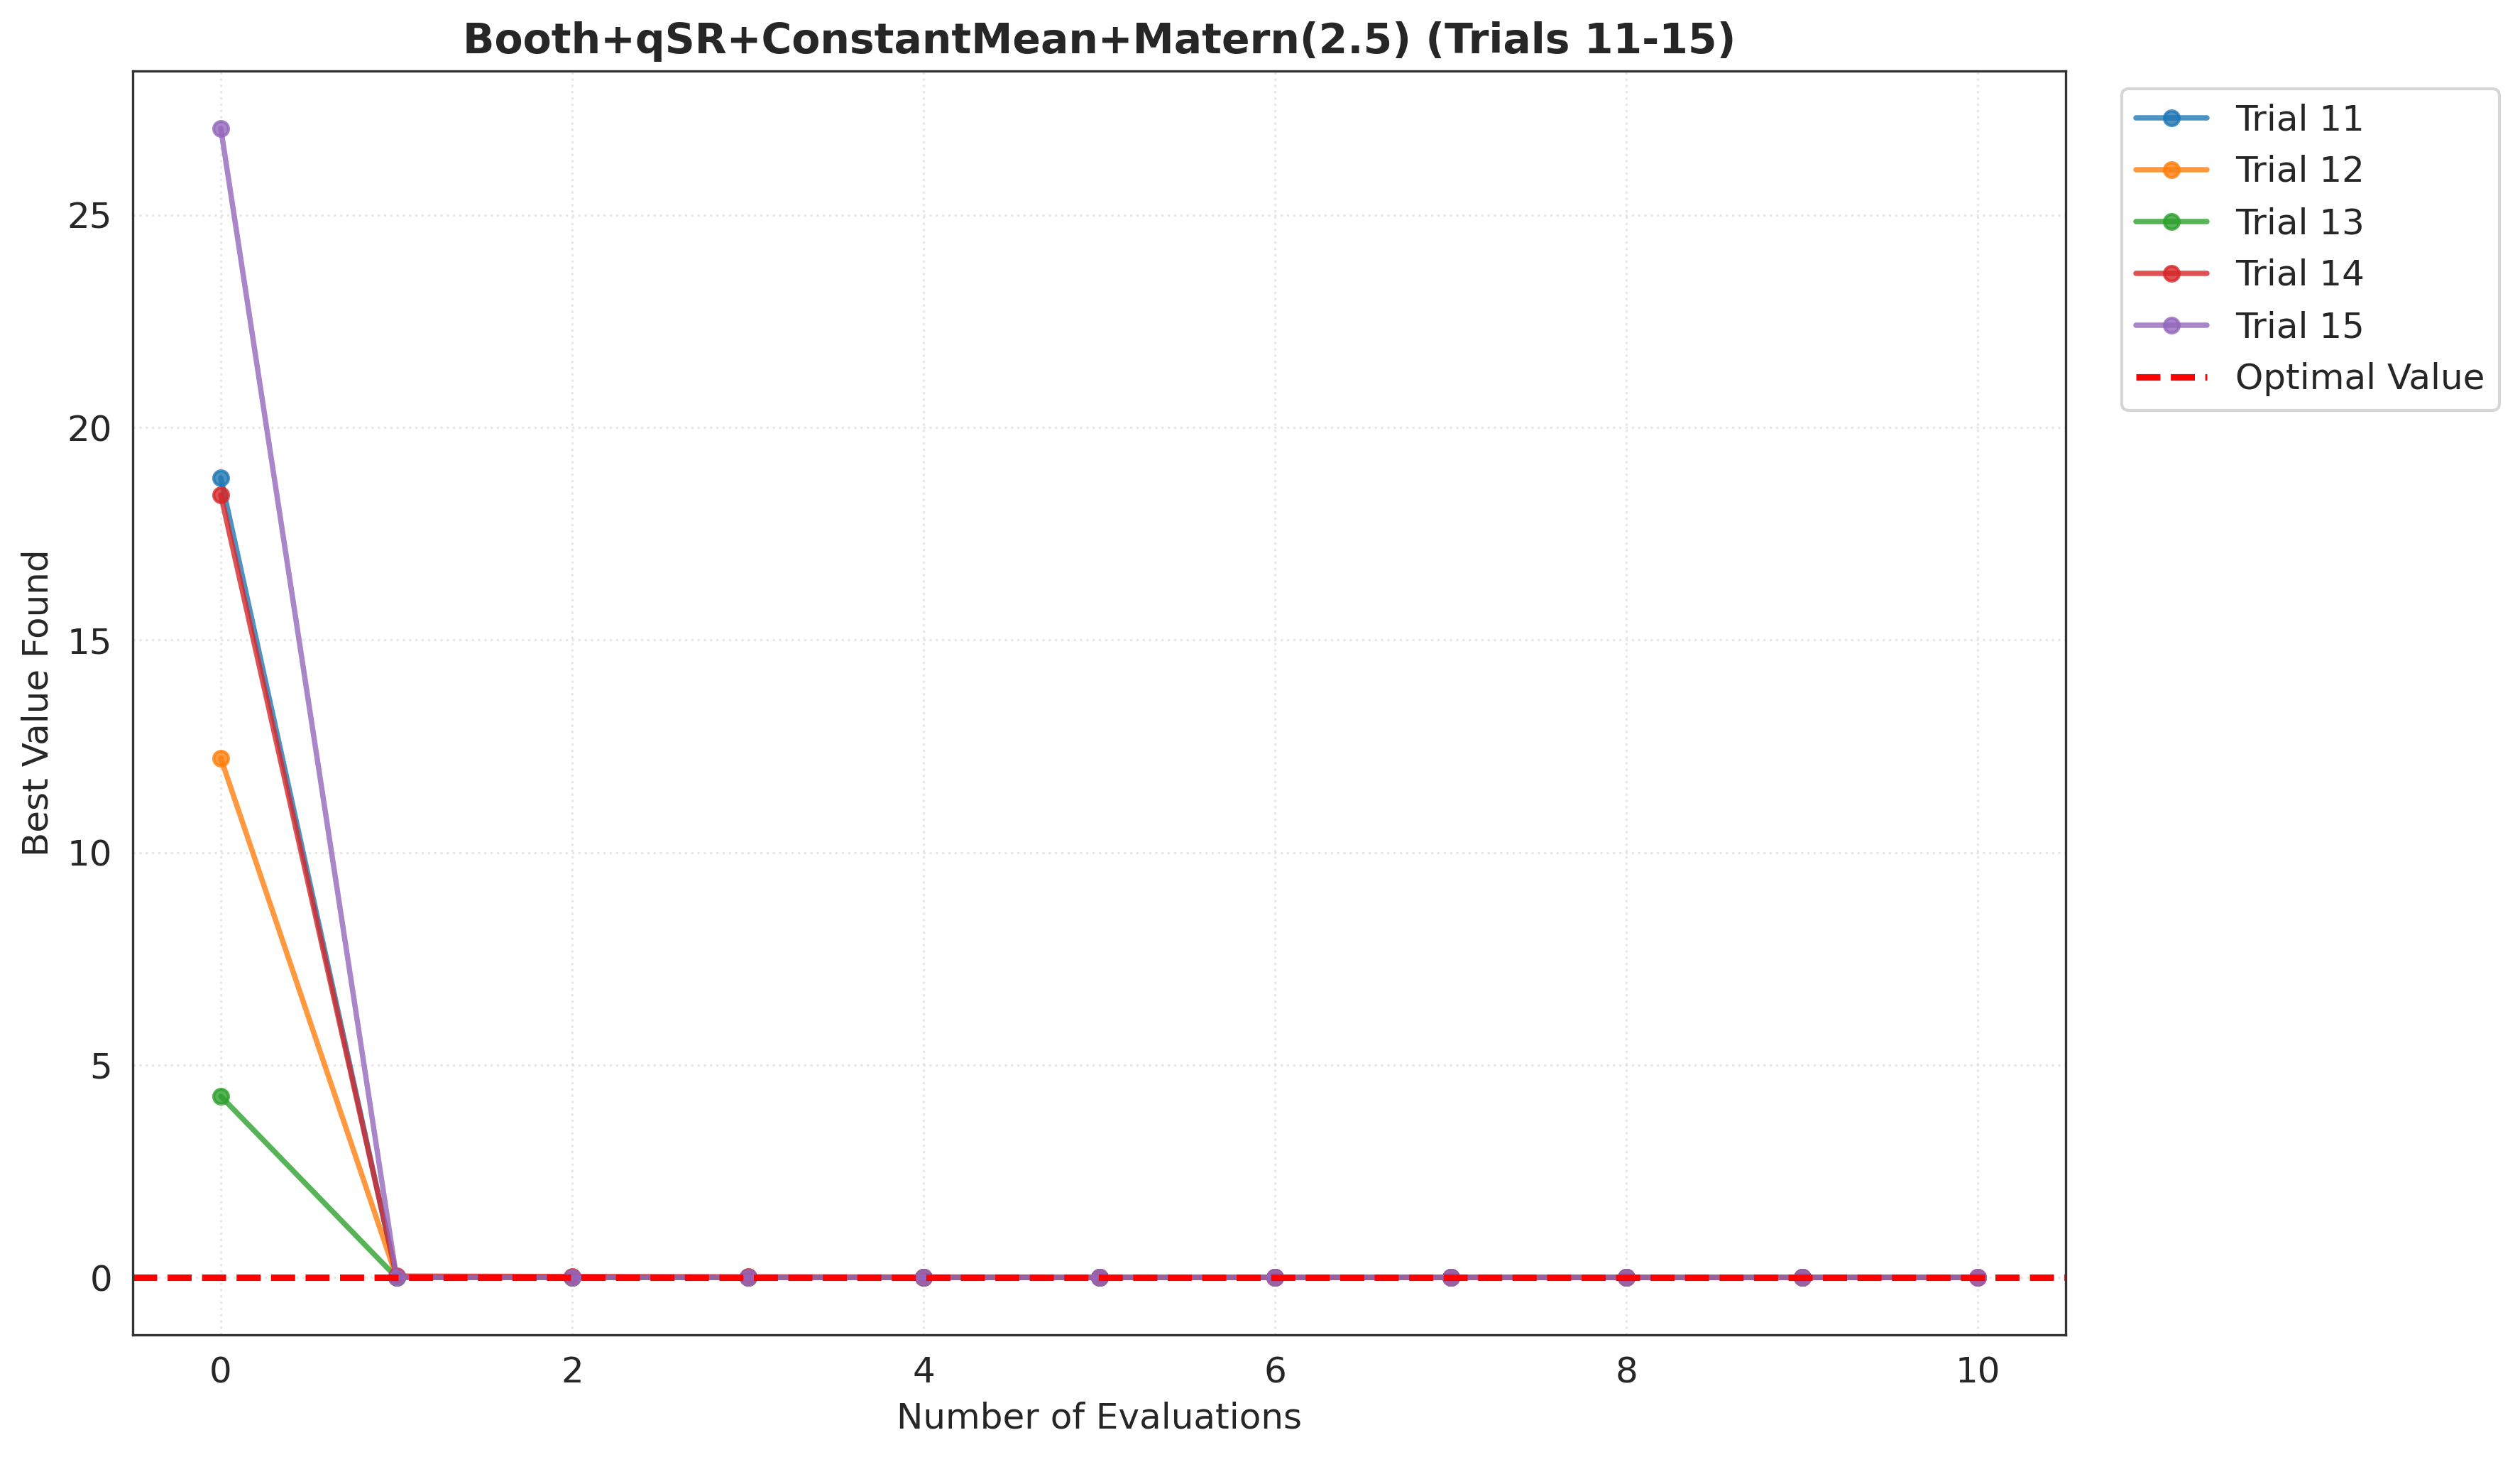 Booth+qSR+ConstantMean+Matern(2.5) (Trials 11-15)
Trial 11
Trial 12
Trial 13
Trial 14
Trial 15
Optimal Value
Best Value Found
25
20
15
10
5
0
0 2 4 6 8 10
Number of Evaluations